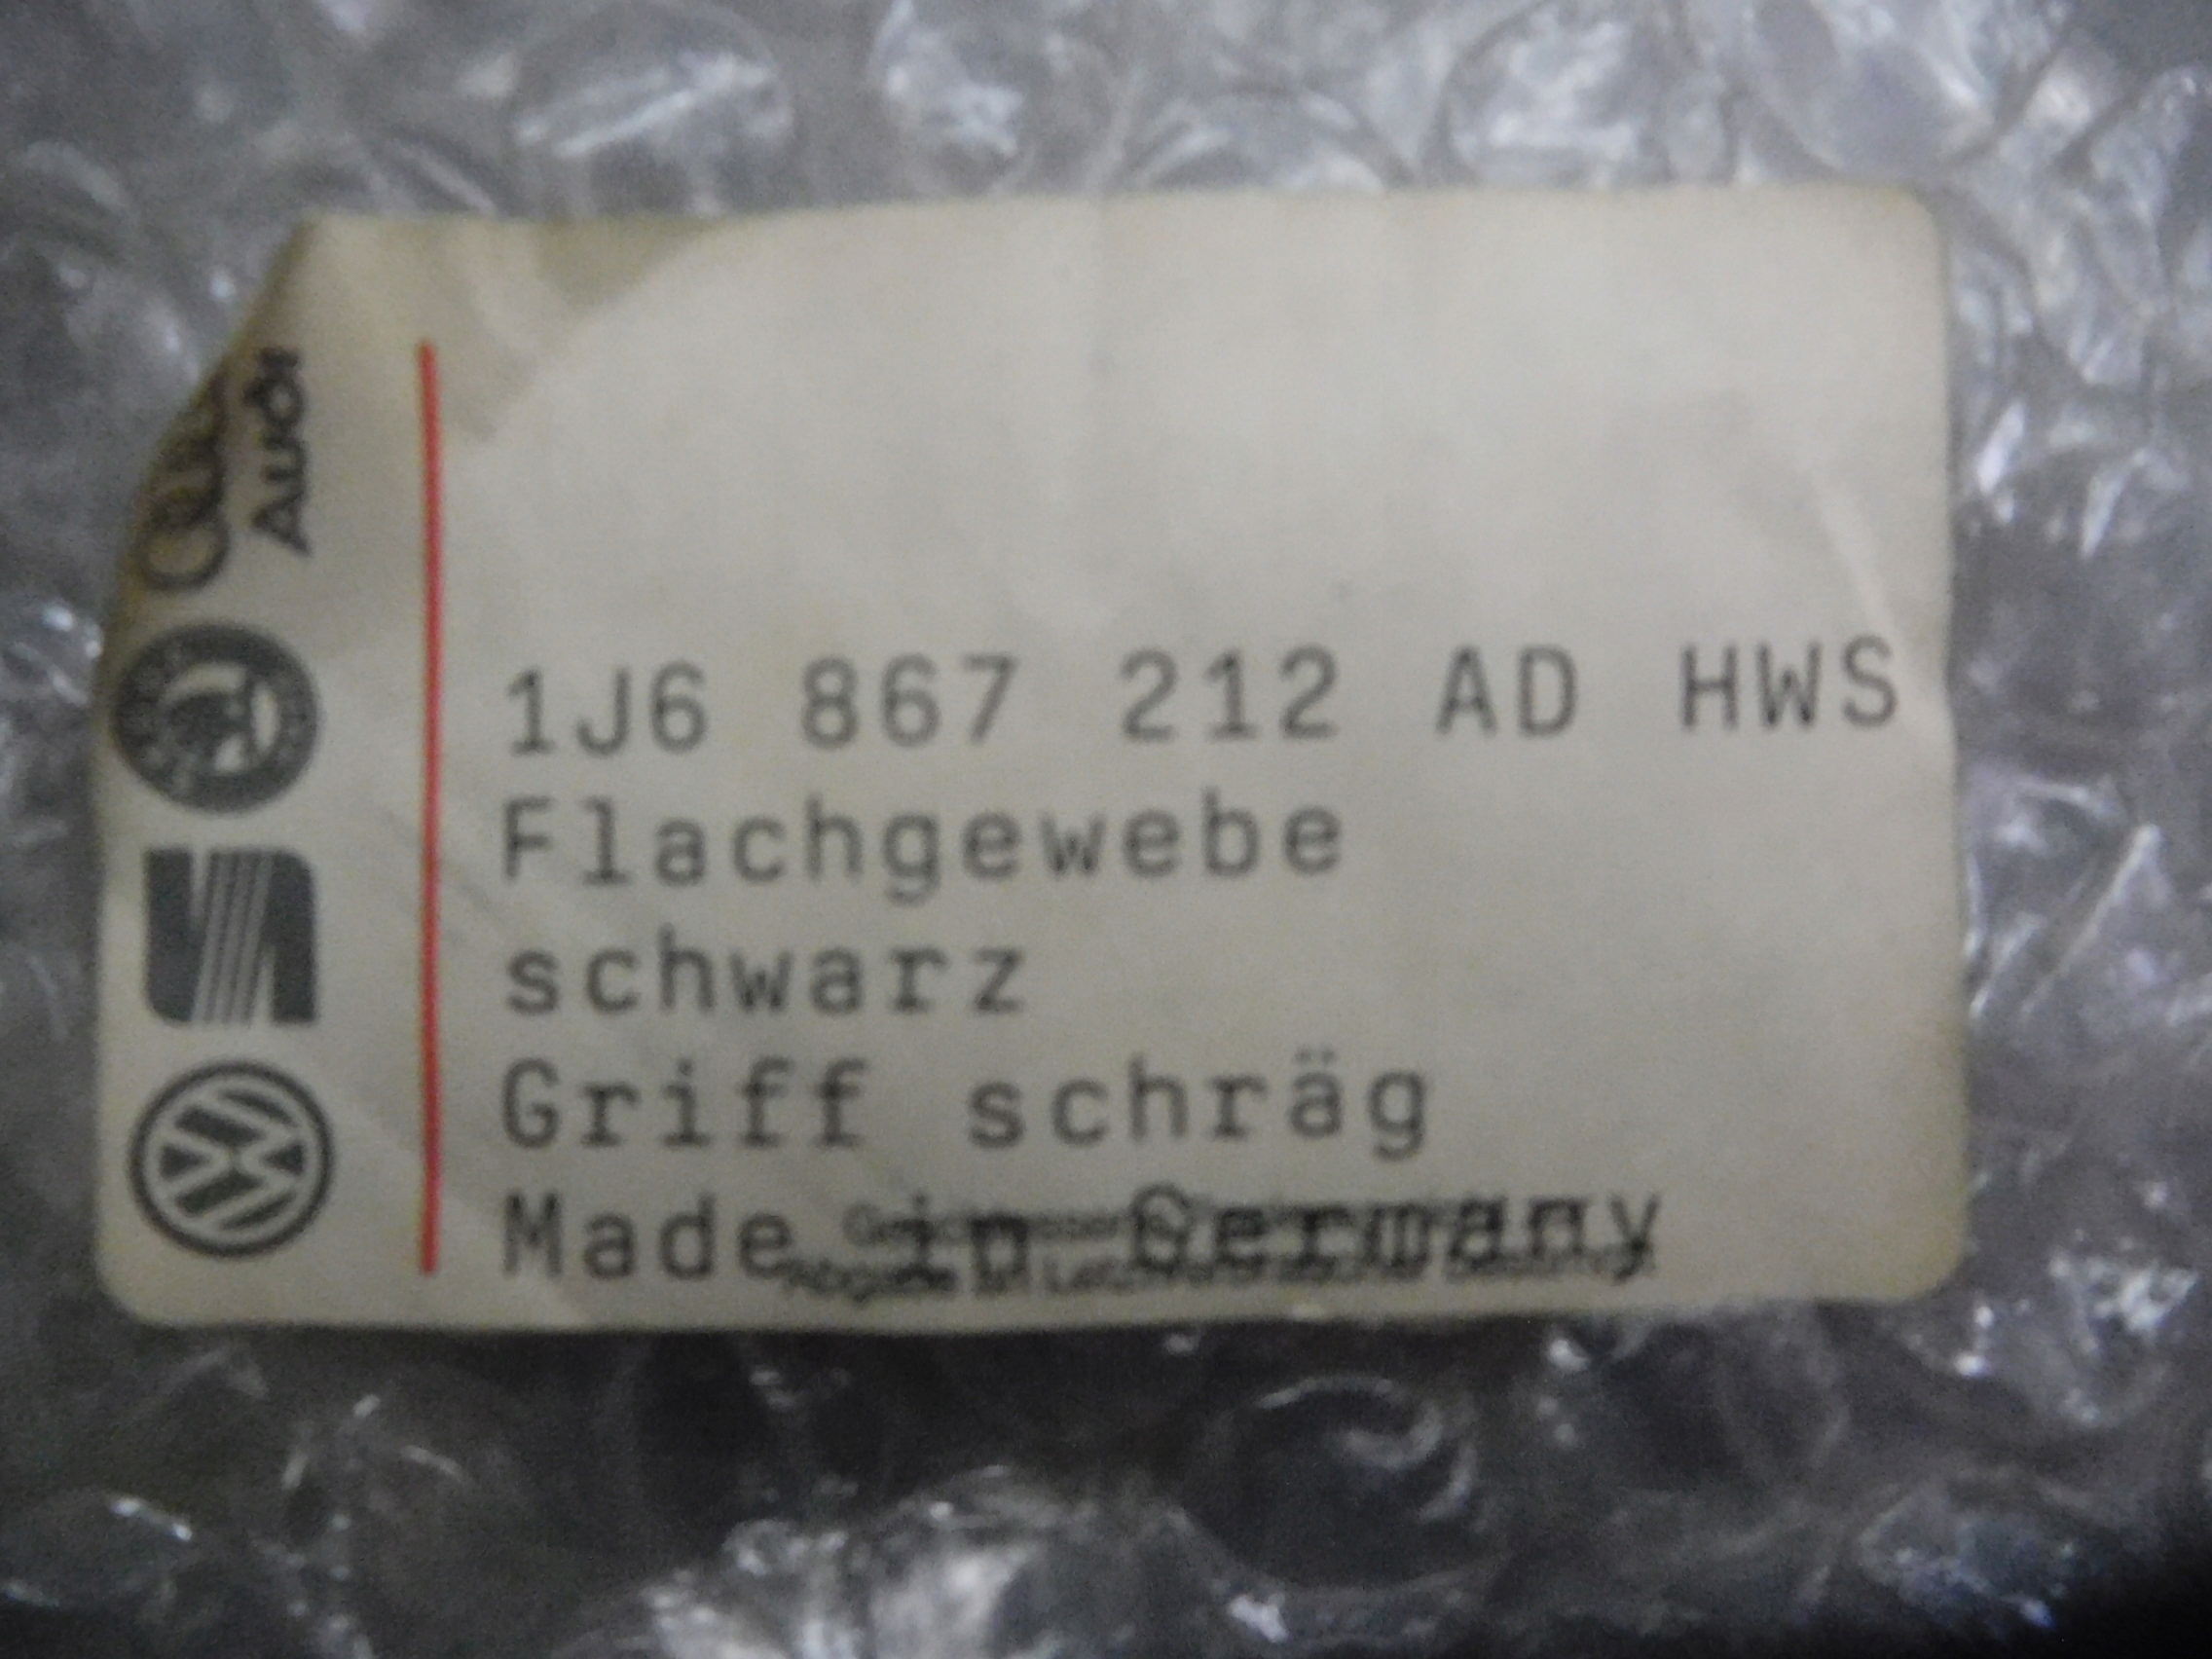 Audi
1J6 867 212 AD HWS
Flachgewebe
schwarz
Griff schräg
Made in Germany